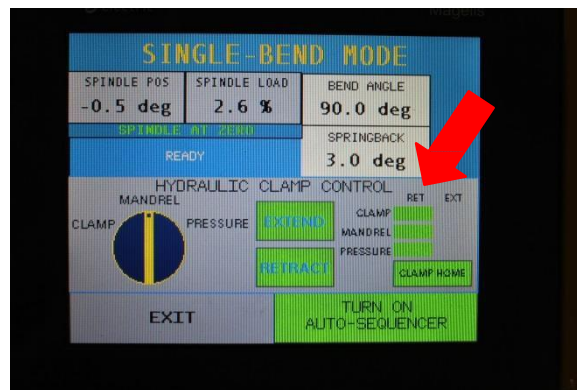 Magelis
SINGLE-BEND MODE
SPINDLE POS SPINDLE LOAD BEND ANGLE
-0.5 deg 2.6 % 90.0 deg
SPINDLE AT ZERO
SPRINGBACK
READY
3.0 deg
HYDRAULIC CLAMP CONTROL
MANDREL
RET EXT
CLAMP PRESSURE EXTEND
CLAMP
MANDREL
PRESSURE
RETRACT CLAMP HOME
EXIT
TURN ON
AUTO-SEQUENCER